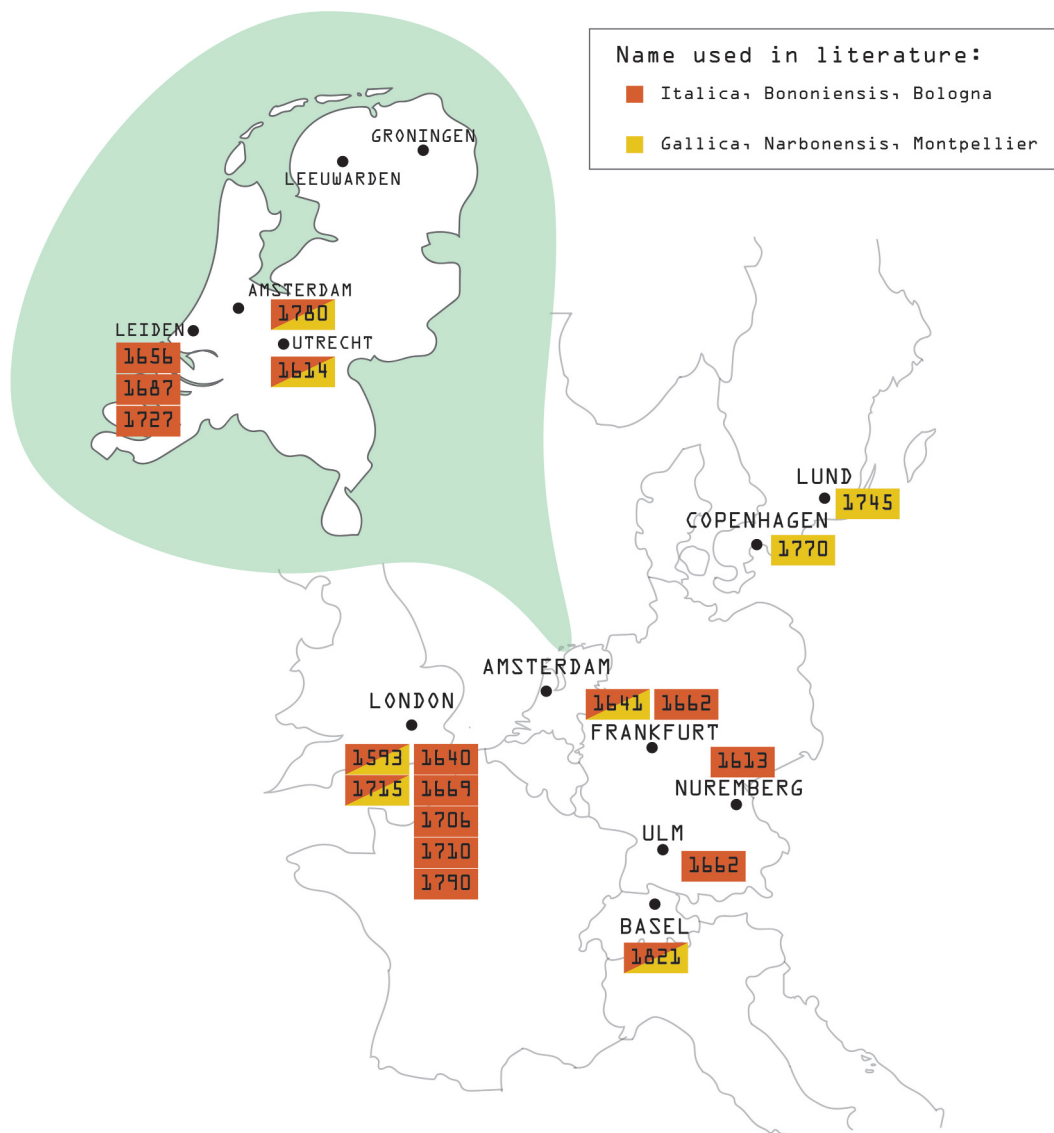 Name used in literature:
Italica, Bononiensis, Bologna
Gallica, Narbonensis, Montpellier
GRONINGEN
LEEUWARDEN
AMSTERDAM
1780
LEIDEN
UTRECHT
1656
1614
1687
1727
LUND
1745
COPENHAGEN
1770
AMSTERDAM
LONDON
1641 1662
FRANKFURT
1593 1640
1613
1715 1669
NUREMBERG
1706
ULM
1710
1662
1790
BASEL
1821